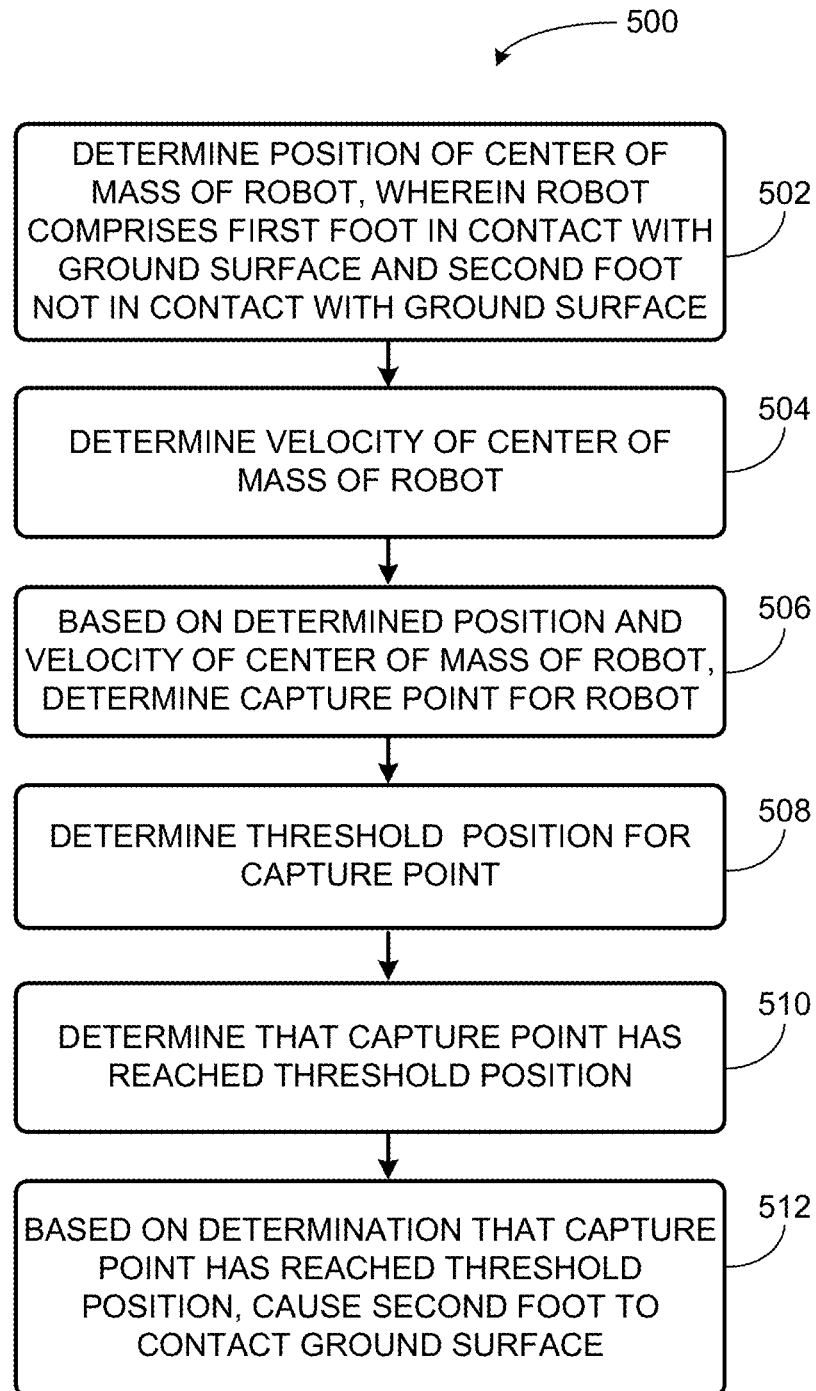 500
DETERMINE POSITION OF CENTER OF
MASS OF ROBOT, WHEREIN ROBOT
COMPRISES FIRST FOOT IN CONTACT WITH
GROUND SURFACE AND SECOND FOOT
NOT IN CONTACT WITH GROUND SURFACE
502
DETERMINE VELOCITY OF CENTER OF
MASS OF ROBOT
504
BASED ON DETERMINED POSITION AND
VELOCITY OF CENTER OF MASS OF ROBOT,
DETERMINE CAPTURE POINT FOR ROBOT
506
DETERMINE THRESHOLD POSITION FOR
CAPTURE POINT
508
DETERMINE THAT CAPTURE POINT HAS
REACHED THRESHOLD POSITION
510
BASED ON DETERMINATION THAT CAPTURE
POINT HAS REACHED THRESHOLD
POSITION, CAUSE SECOND FOOT TO
CONTACT GROUND SURFACE
512